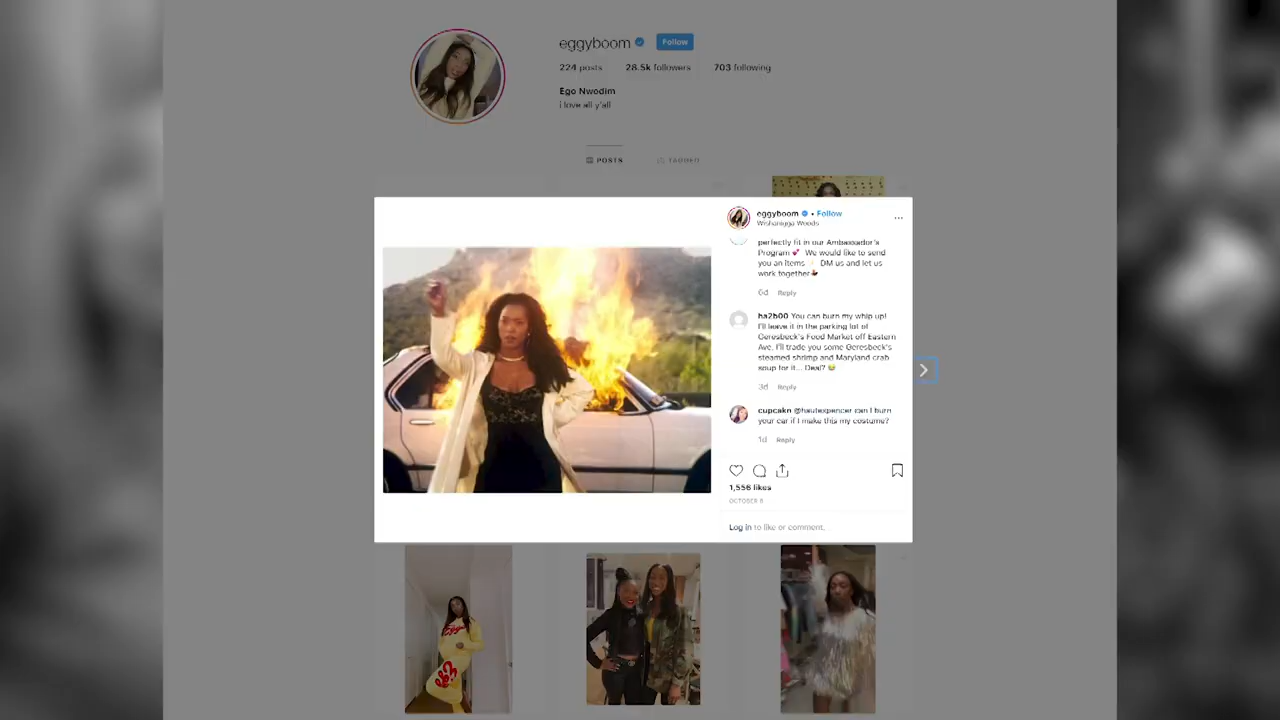 eggyboom Follow
224 posts 28.5k followers 703 following
Ego Nwodim
i love all y'all
POSTS TAGGED
eggyboom • Follow
Wishanigga Woods
perfectly fit in our Ambassador's
Program 💕 We would like to send
you an items DM us and let us
work together
6d Reply
ha2b00 You can burn my whip up!
I'll leave it in the parking lot of
Geresbeck's Food Market off Eastern
Ave. I'll trade you some Geresbeck's
steamed shrimp and Maryland crab
soup for it... Deal? 😂
3d Reply
cupcakn @hautexpencer can I burn
your car if I make this my costume?
1d Reply
1,556 likes
OCTOBER 8
Log in to like or comment.